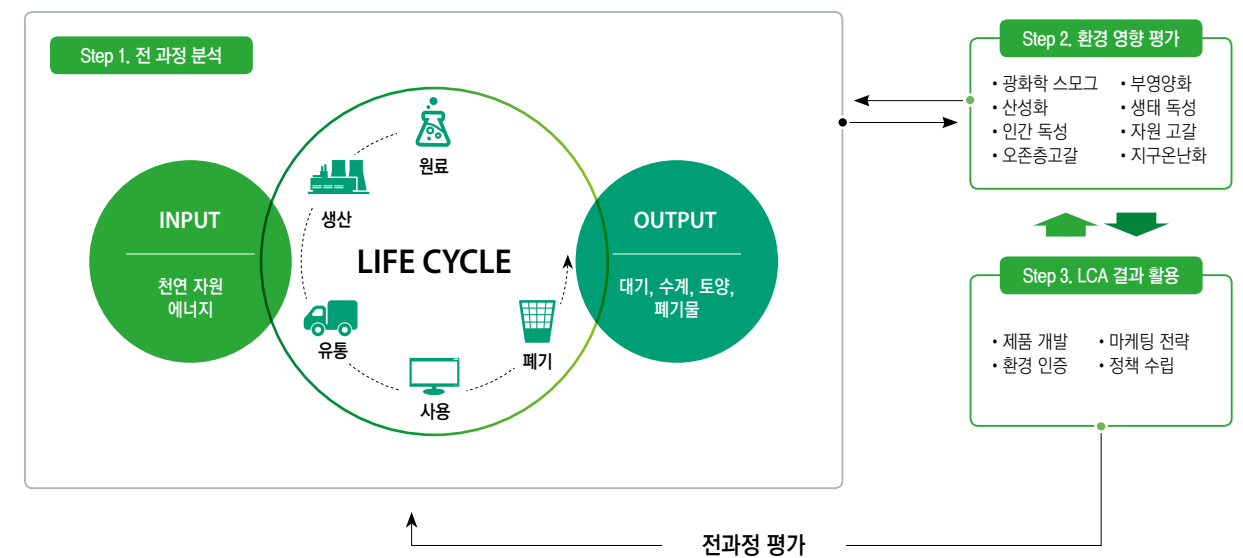 Step 1. 전 과정 분석
INPUT
천연 자원
에너지
LIFE CYCLE
원료
생산
유통
사용
폐기
OUTPUT
대기, 수계, 토양,
폐기물
Step 2. 환경 영향 평가
• 광화학 스모그
• 산성화
• 인간 독성
• 오존층고갈
• 부영양화
• 생태 독성
• 자원 고갈
• 지구온난화
Step 3. LCA 결과 활용
• 제품 개발
• 환경 인증
• 마케팅 전략
• 정책 수립
전과정 평가